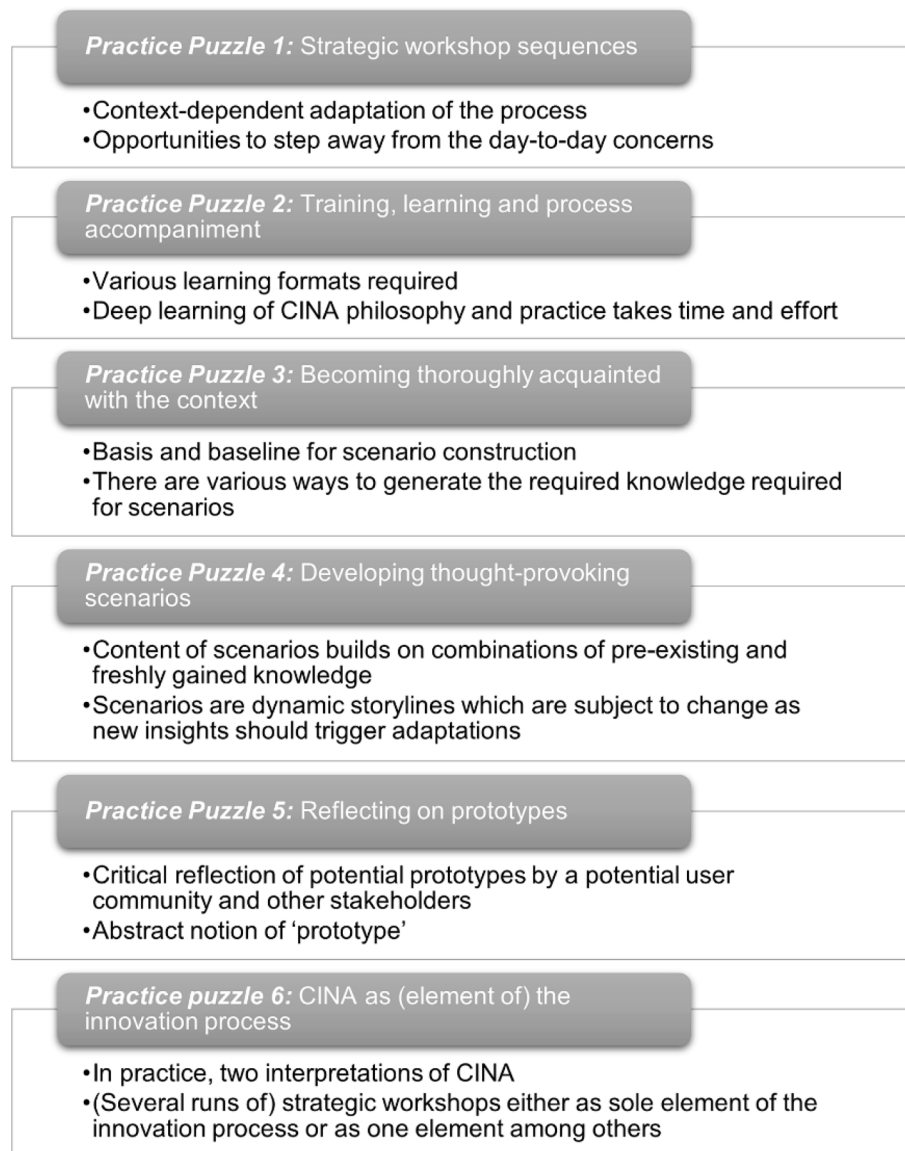 Practice Puzzle 1: Strategic workshop sequences
•Context-dependent adaptation of the process
•Opportunities to step away from the day-to-day concerns
Practice Puzzle 2: Training, learning and process
accompaniment
•Various learning formats required
•Deep learning of CINA philosophy and practice takes time and effort
Practice Puzzle 3: Becoming thoroughly acquainted
with the context
•Basis and baseline for scenario construction
•There are various ways to generate the required knowledge required
for scenarios
Practice Puzzle 4: Developing thought-provoking
scenarios
•Content of scenarios builds on combinations of pre-existing and
freshly gained knowledge
•Scenarios are dynamic storylines which are subject to change as
new insights should trigger adaptations
Practice Puzzle 5: Reflecting on prototypes
•Critical reflection of potential prototypes by a potential user
community and other stakeholders
•Abstract notion of ‘prototype’
Practice puzzle 6: CINA as (element of) the
innovation process
•In practice, two interpretations of CINA
•(Several runs of) strategic workshops either as sole element of the
innovation process or as one element among others